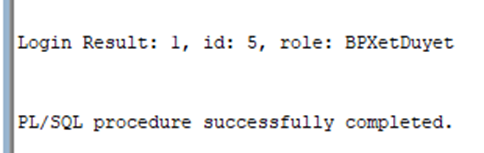 Login Result: 1, id: 5, role: BPXetDuyet
PL/SQL procedure successfully completed.